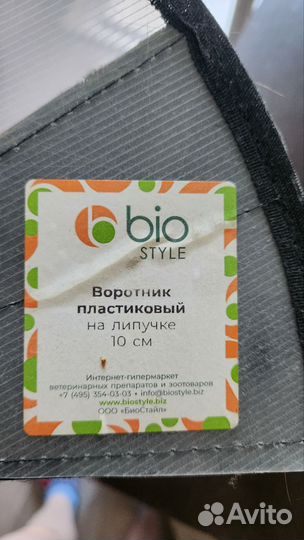 bio
STYLE
Воротник
пластиковый
на липучке
10 см
Интернет-гипермаркет
ветеринарных препаратов и зоотоваров
+7 (495) 354-03-03 • info@biostyle.biz
www.biostyle.biz
ООО «БиоСтайл»
Avito